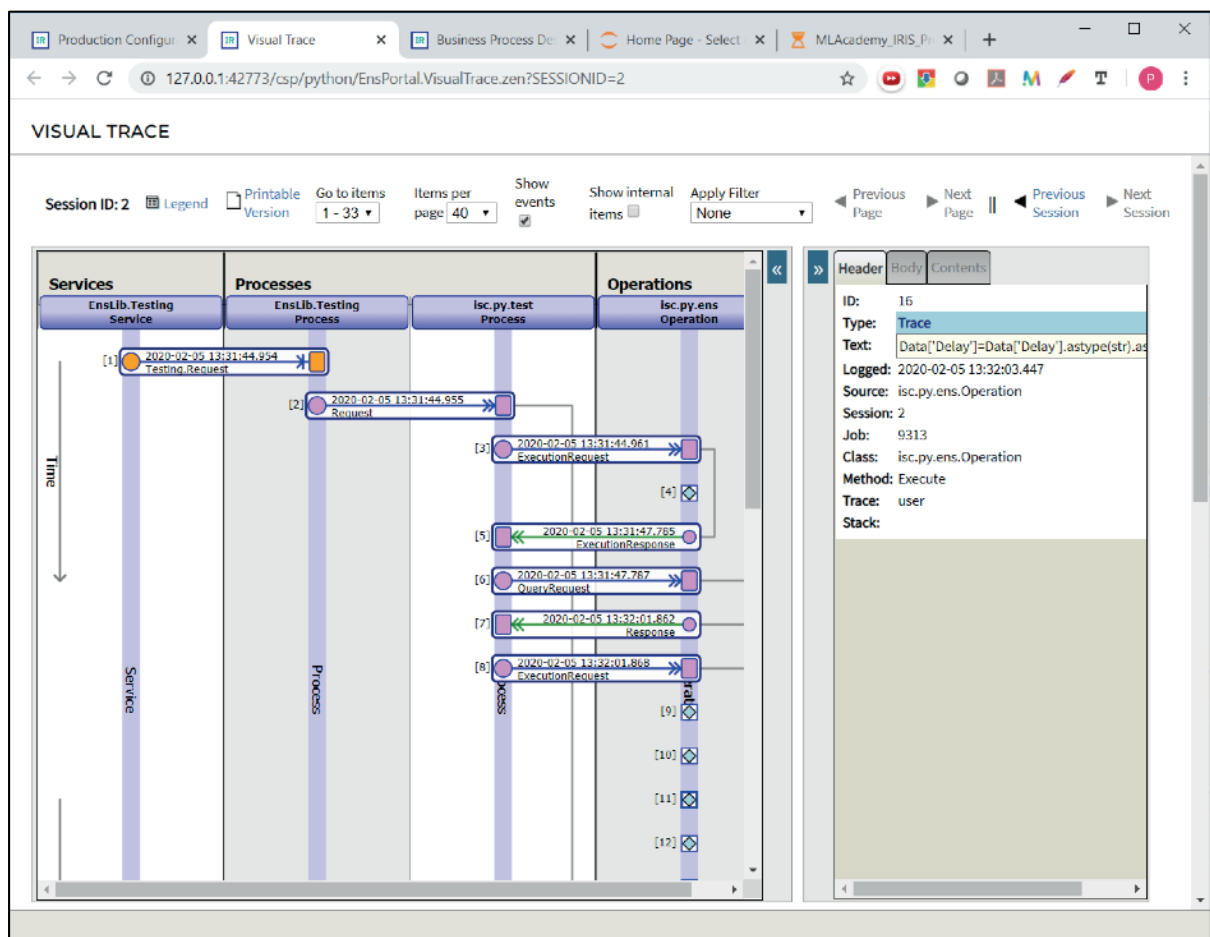 Production Configur
Visual Trace
Business Process De
Home Page - Select
MLAcademy_IRIS_Pr
127.0.0.1:42773/csp/python/EnsPortal.VisualTrace.zen?SESSIONID=2
VISUAL TRACE
Session ID: 2
Legend
Printable Version
Go to items
1 - 33
Items per page
40
Show events
Show internal items
Apply Filter
None
Previous Page
Next Page
Previous Session
Next Session
Services
Processes
Operations
EnsLib.Testing
Service
EnsLib.Testing
Process
isc.py.test
Process
isc.py.ens
Operation
Time
[1]
2020-02-05 13:31:44.954
Testing.Request
[2]
2020-02-05 13:31:44.955
Request
[3]
2020-02-05 13:31:44.961
ExecutionRequest
[4]
[5]
2020-02-05 13:31:47.785
ExecutionResponse
[6]
2020-02-05 13:31:47.787
QueryRequest
[7]
2020-02-05 13:32:01.862
Response
[8]
2020-02-05 13:32:01.868
ExecutionRequest
Service
Process
[9]
[10]
[11]
[12]
Header
Body
Contents
ID: 16
Type: Trace
Text: Data['Delay']=Data['Delay'].astype(str).as
Logged: 2020-02-05 13:32:03.447
Source: isc.py.ens.Operation
Session: 2
Job: 9313
Class: isc.py.ens.Operation
Method: Execute
Trace: user
Stack: